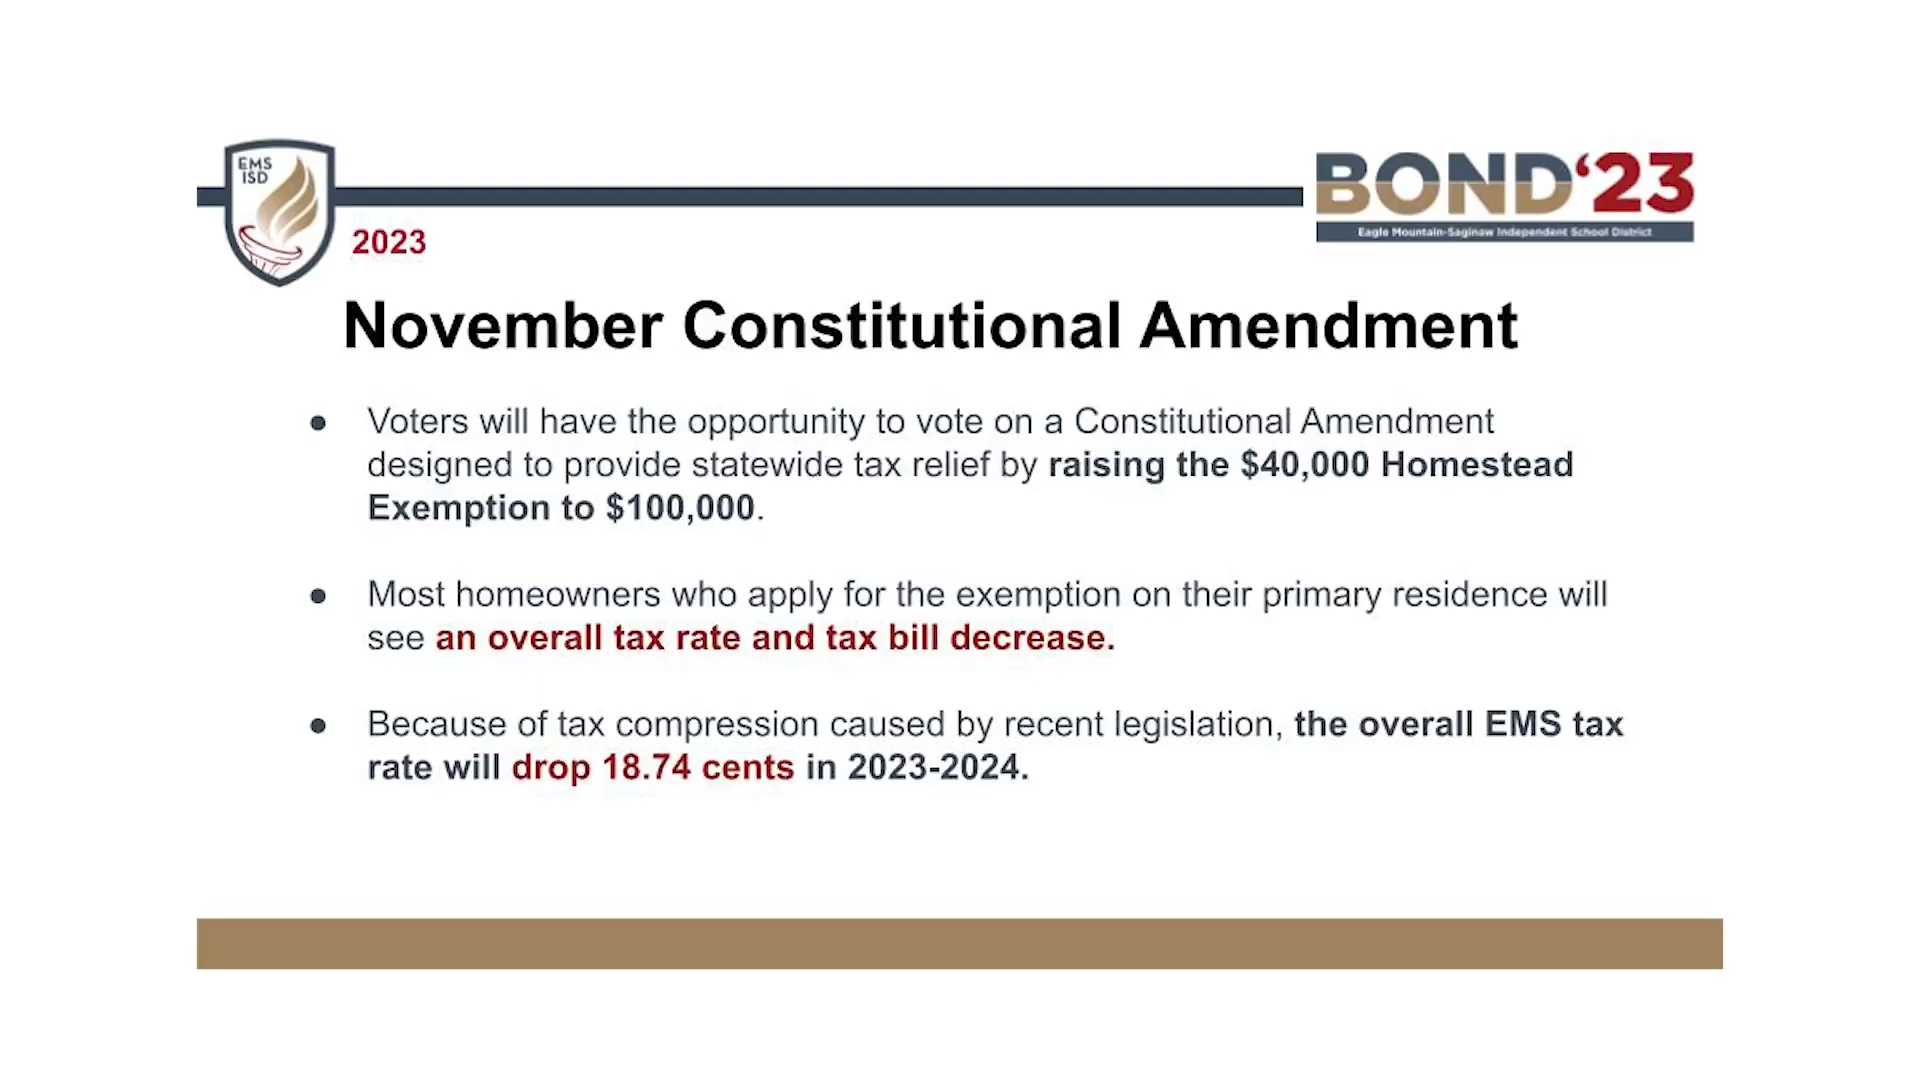 EMS
ISD
BOND‘23
Eagle Mountain-Saginaw Independent School District
2023
November Constitutional Amendment
● Voters will have the opportunity to vote on a Constitutional Amendment
designed to provide statewide tax relief by raising the $40,000 Homestead
Exemption to $100,000.
● Most homeowners who apply for the exemption on their primary residence will
see an overall tax rate and tax bill decrease.
● Because of tax compression caused by recent legislation, the overall EMS tax
rate will drop 18.74 cents in 2023-2024.